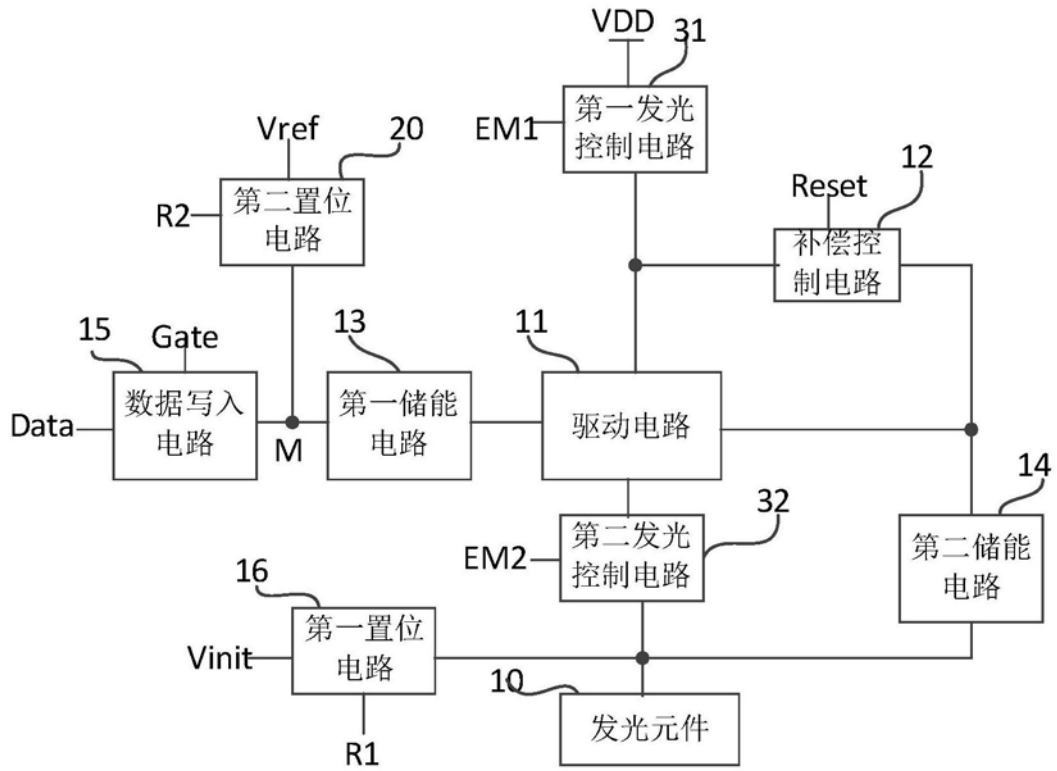 VDD
31
第一发光
控制电路
EM1
Vref
20
第二置位
电路
R2
Reset
12
补偿控
制电路
15
Gate
数据写入
电路
Data
M
13
第一储能
电路
11
驱动电路
14
第二储能
电路
32
第二发光
控制电路
EM2
16
第一置位
电路
Vinit
R1
10
发光元件